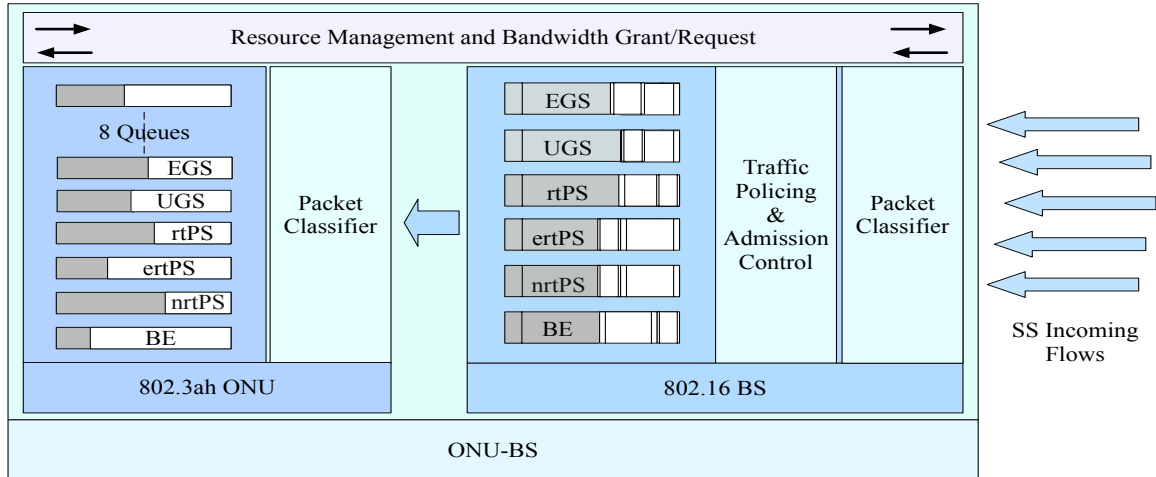 Resource Management and Bandwidth Grant/Request
8 Queues
EGS
UGS
rtPS
ertPS
nrtPS
BE
Packet
Classifier
802.3ah ONU
EGS
UGS
rtPS
ertPS
nrtPS
BE
Traffic
Policing
&
Admission
Control
Packet
Classifier
802.16 BS
SS Incoming
Flows
ONU-BS